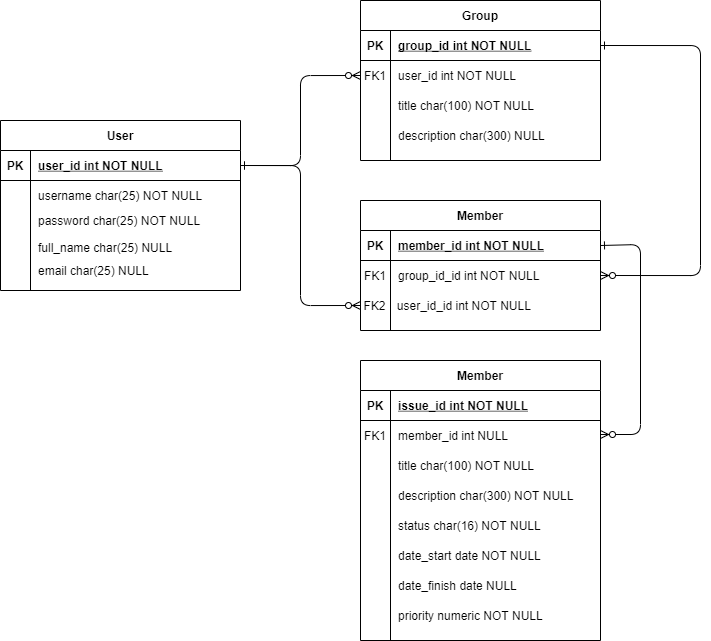 Group
PK group_id int NOT NULL
FK1 user_id int NOT NULL
title char(100) NOT NULL
description char(300) NULL
User
PK user_id int NOT NULL
username char(25) NOT NULL
password char(25) NOT NULL
full_name char(25) NULL
email char(25) NULL
Member
PK member_id int NOT NULL
FK1 group_id_id int NOT NULL
FK2 user_id_id int NOT NULL
Member
PK issue_id int NOT NULL
FK1 member_id int NULL
title char(100) NOT NULL
description char(300) NOT NULL
status char(16) NOT NULL
date_start date NOT NULL
date_finish date NULL
priority numeric NOT NULL